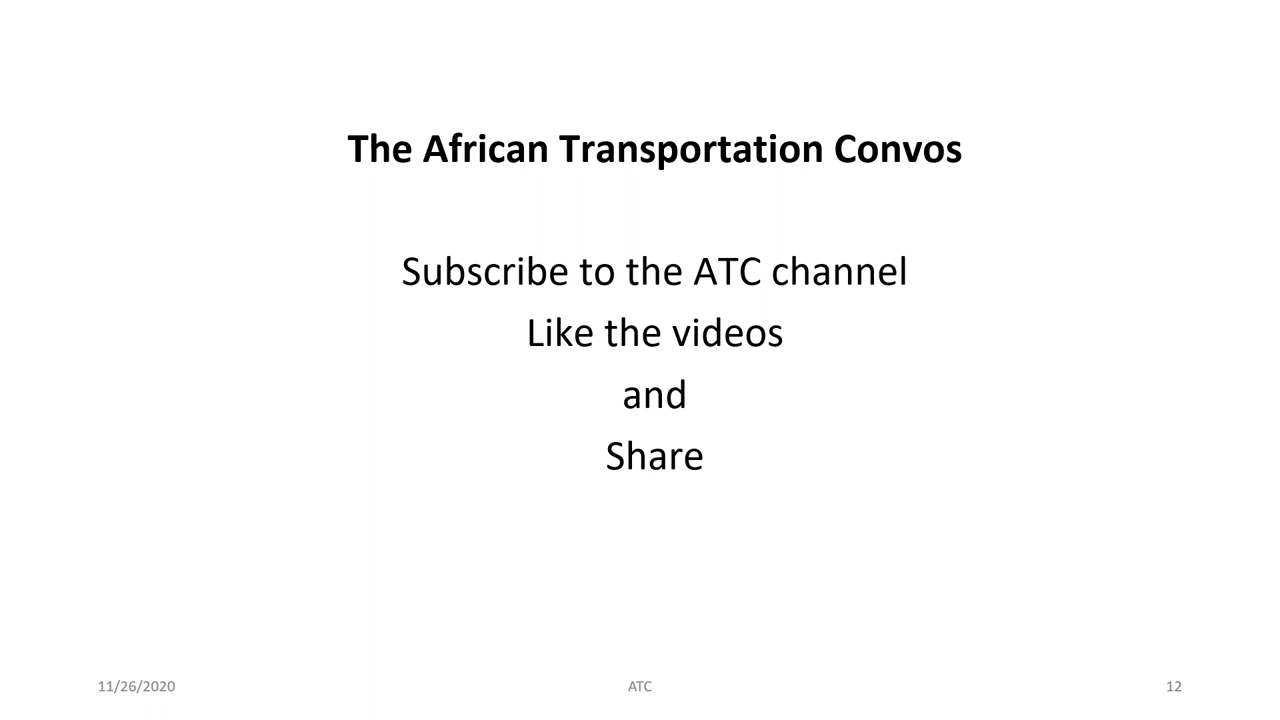 The African Transportation Convos
Subscribe to the ATC channel
Like the videos
and
Share
11/26/2020
ATC
12